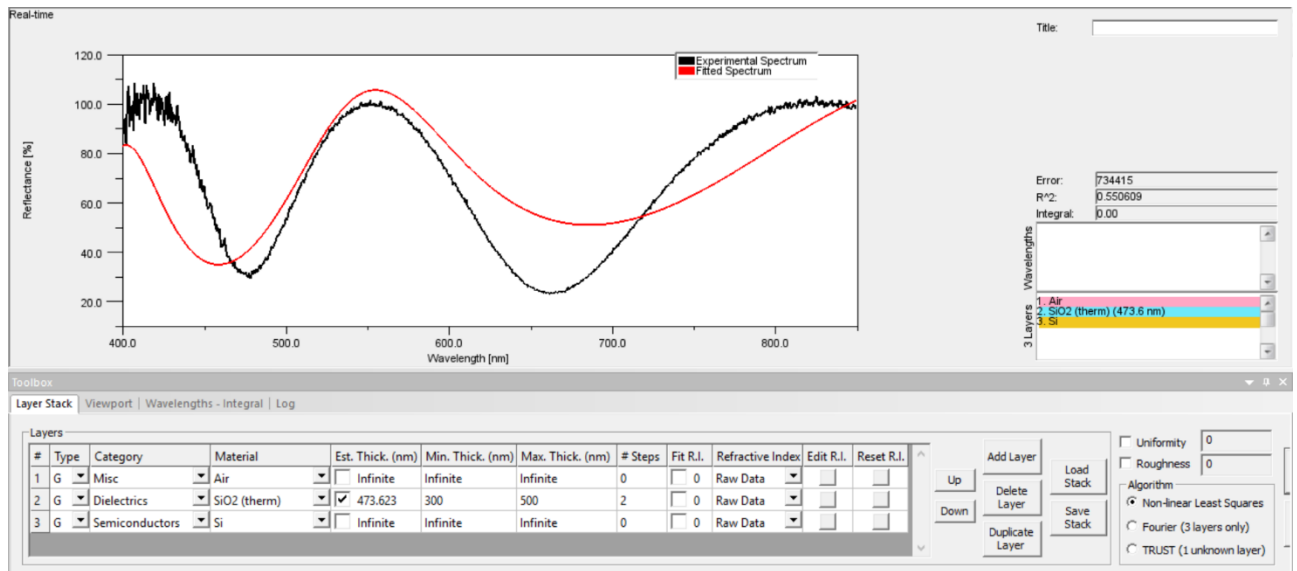 Real-time
Title:
120.0
Experimental Spectrum
Fitted Spectrum
100.0
80.0
60.0
40.0
20.0
Reflectance [%]
400.0 500.0 600.0 700.0 800.0
Wavelength [nm]
Error: 734415
R^2: 0.550609
Integral: 0.00
Wavelengths
3 Layers
1. Air
2. SiO2 (therm) (473.6 nm)
3. Si
Toolbox
Layer Stack Viewport Wavelengths - Integral Log
Layers
# Type Category Material Est. Thick. (nm) Min. Thick. (nm) Max. Thick. (nm) # Steps Fit R.I. Refractive Index Edit R.I. Reset R.I.
1 G Misc Air Infinite Infinite Infinite 0 0 Raw Data
2 G Dielectrics SiO2 (therm) 473.623 300 500 2 0 Raw Data
3 G Semiconductors Si Infinite Infinite Infinite 0 0 Raw Data
Up
Down
Add Layer
Delete Layer
Duplicate Layer
Load Stack
Save Stack
Uniformity 0
Roughness 0
Algorithm
Non-linear Least Squares
Fourier (3 layers only)
TRUST (1 unknown layer)